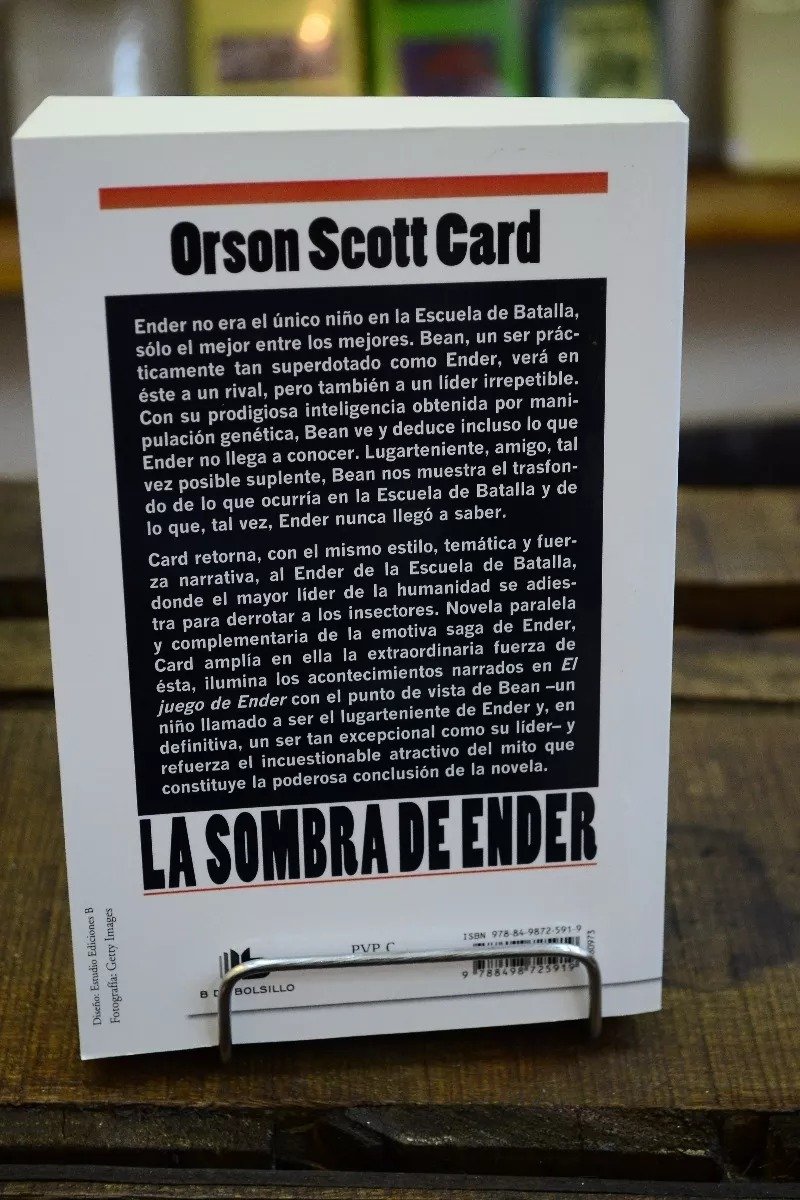 Orson Scott Card
Ender no era el único niño en la Escuela de Batalla,
sólo el mejor entre los mejores. Bean, un ser prác-
ticamente tan superdotado como Ender, verá en
éste a un rival, pero también a un líder irrepetible.
Con su prodigiosa inteligencia obtenida por mani-
pulación genética, Bean ve y deduce incluso lo que
Ender no llega a conocer. Lugarteniente, amigo, tal
vez posible suplente, Bean nos muestra el trasfon-
do de lo que ocurría en la Escuela de Batalla y de
lo que, tal vez, Ender nunca llegó a saber.
Card retorna, con el mismo estilo, temática y fuer-
za narrativa, al Ender de la Escuela de Batalla,
donde el mayor líder de la humanidad se adies-
tra para derrotar a los insectores. Novela paralela
y complementaria de la emotiva saga de Ender,
Card amplía en ella la extraordinaria fuerza de
ésta, ilumina los acontecimientos narrados en El
juego de Ender con el punto de vista de Bean –un
niño llamado a ser el lugarteniente de Ender y, en
definitiva, un ser tan excepcional como su líder– y
refuerza el incuestionable atractivo del mito que
constituye la poderosa conclusión de la novela.
LA SOMBRA DE ENDER
Diseño: Estudio Ediciones B
Fotografía: Getty Images
B DE BOLSILLO
PVP
ISBN 978-84-9872-591-9
9 788498 725919